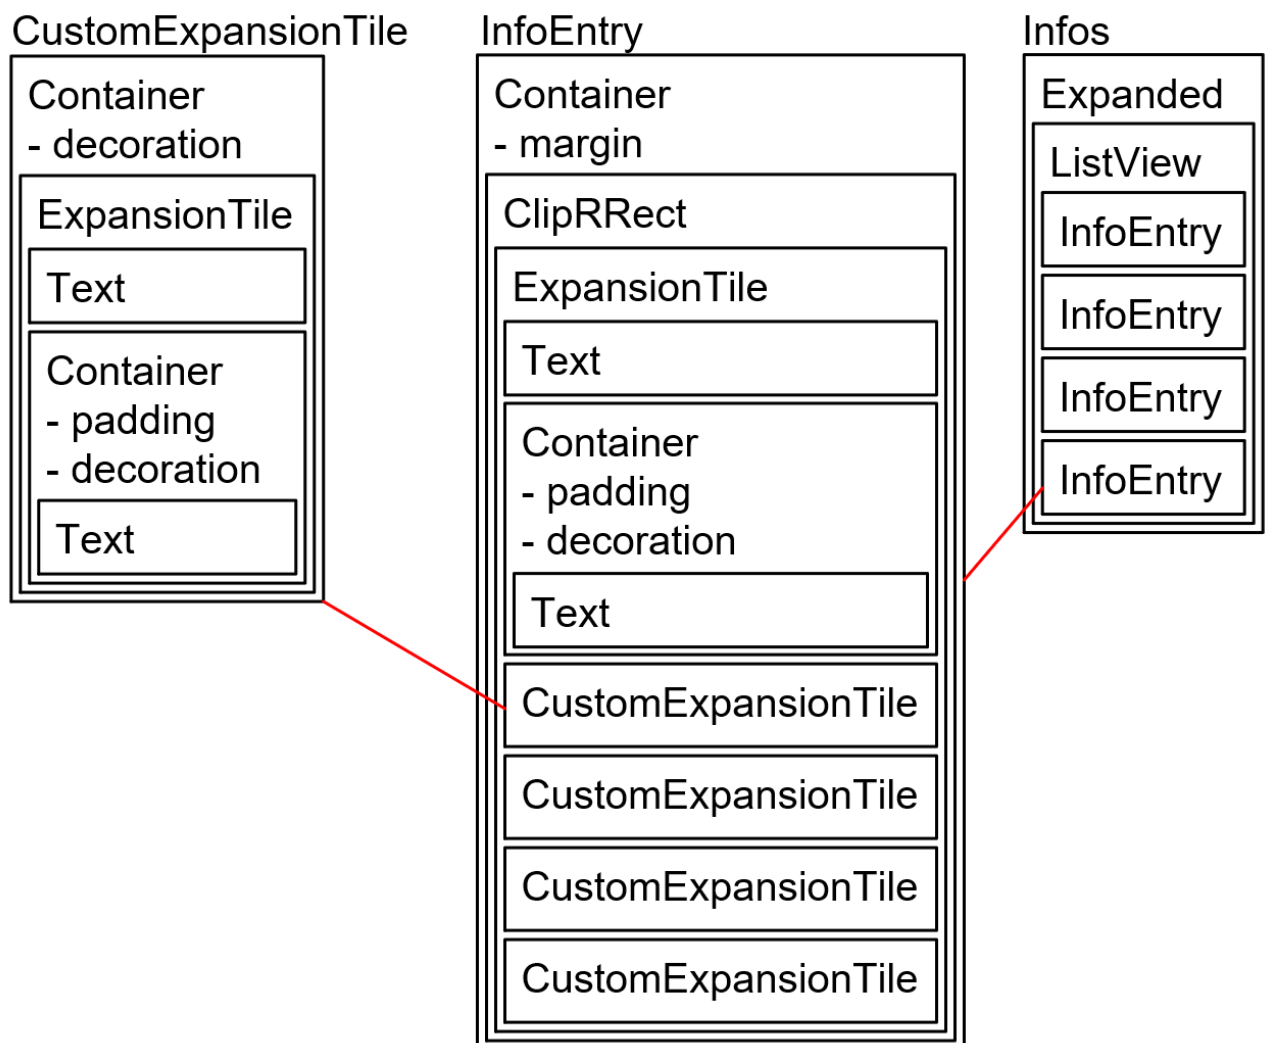 CustomExpansionTile
Container
- decoration
ExpansionTile
Text
Container
- padding
- decoration
Text
InfoEntry
Container
- margin
ClipRRect
ExpansionTile
Text
Container
- padding
- decoration
Text
CustomExpansionTile
CustomExpansionTile
CustomExpansionTile
CustomExpansionTile
Infos
Expanded
ListView
InfoEntry
InfoEntry
InfoEntry
InfoEntry